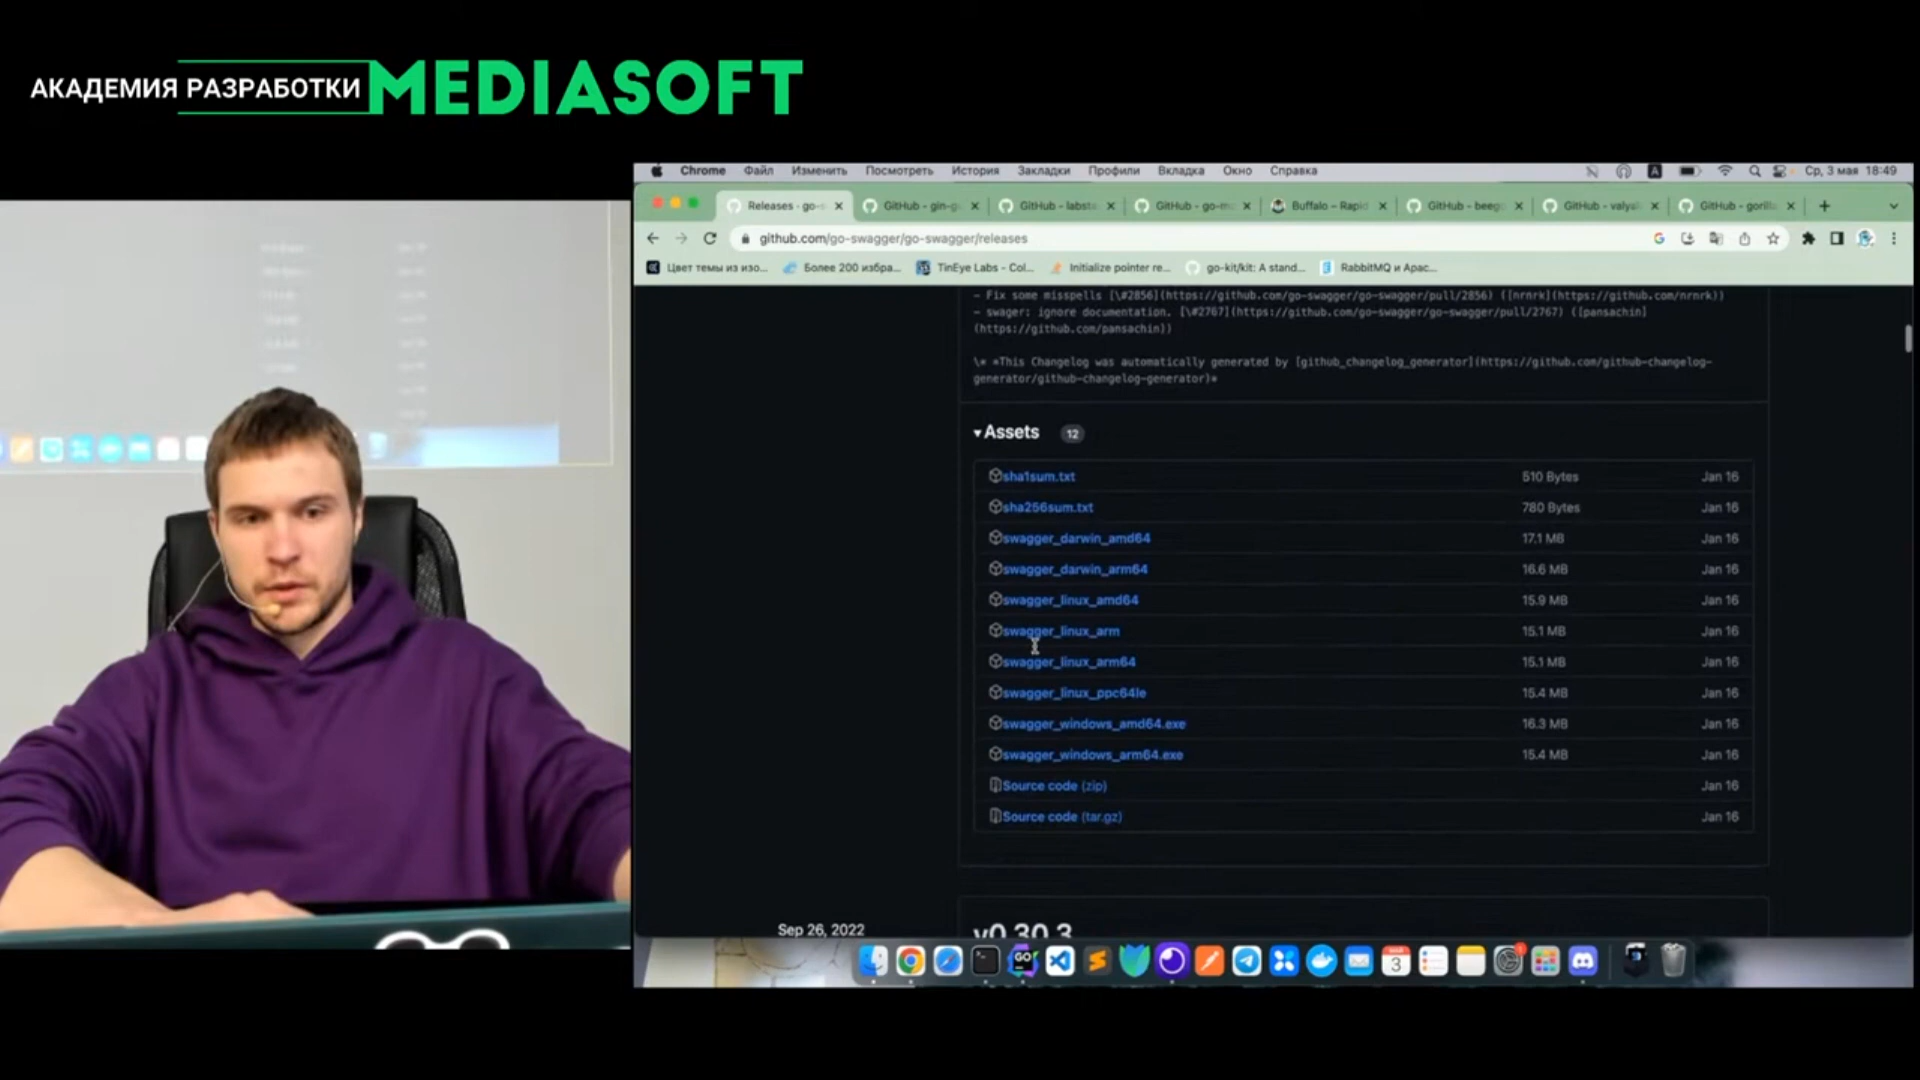 АКАДЕМИЯ РАЗРАБОТКИ MEDIASOFT
Chrome Файл Изменить Посмотреть История Закладки Профили Вкладка Окно Справка
A
Ср, 3 мая 18:49
Releases · go-s
GitHub - gin-g
GitHub - labsta
GitHub - go-ma
Buffalo – Rapid
GitHub - beego
GitHub - valyal
GitHub - gorilla
github.com/go-swagger/go-swagger/releases
Цвет темы из изо...
Более 200 избра...
TinEye Labs - Col...
Initialize pointer re...
go-kit/kit: A stand...
RabbitMQ и Apac...
- Fix some misspells [\#2856](https://github.com/go-swagger/go-swagger/pull/2856) ([nrnrk](https://github.com/nrnrk))
- swager: ignore documentation. [\#2767](https://github.com/go-swagger/go-swagger/pull/2767) ([pansachin]
(https://github.com/pansachin))
\* *This Changelog was automatically generated by [github_changelog_generator](https://github.com/github-changelog-
generator/github-changelog-generator)*
Assets 12
sha1sum.txt 510 Bytes Jan 16
sha256sum.txt 780 Bytes Jan 16
swagger_darwin_amd64 17.1 MB Jan 16
swagger_darwin_arm64 16.6 MB Jan 16
swagger_linux_amd64 15.9 MB Jan 16
swagger_linux_arm 15.1 MB Jan 16
swagger_linux_arm64 15.1 MB Jan 16
swagger_linux_ppc64le 15.4 MB Jan 16
swagger_windows_amd64.exe 16.3 MB Jan 16
swagger_windows_arm64.exe 15.4 MB Jan 16
Source code (zip) Jan 16
Source code (tar.gz) Jan 16
Sep 26, 2022
v0.30.3
GO
3